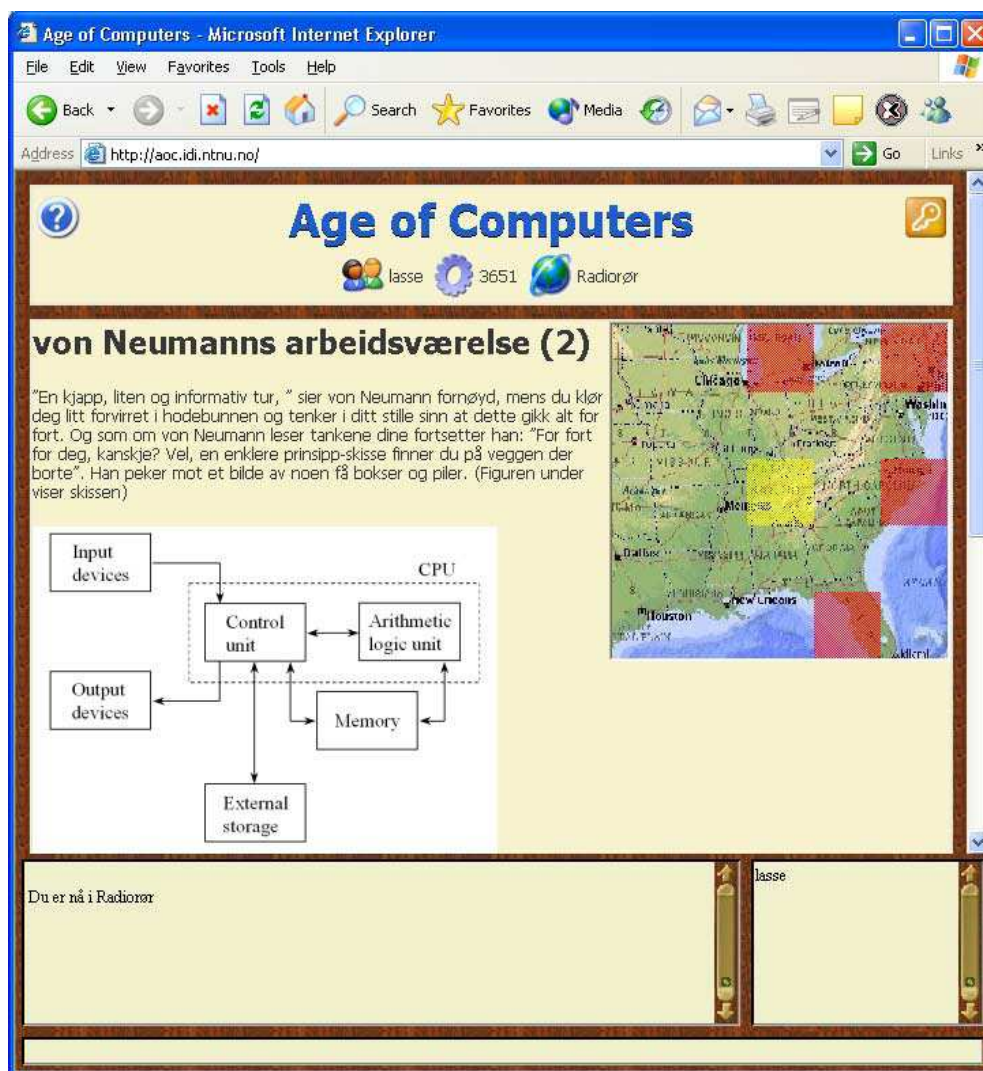 Age of Computers - Microsoft Internet Explorer
File Edit View Favorites Tools Help
Back Search Favorites Media
Address http://aoc.idi.ntnu.no/ Go Links »
Age of Computers
lasse 3651 Radiorør
von Neumanns arbeidsværelse (2)
"En kjapp, liten og informativ tur, " sier von Neumann fornøyd, mens du klør
deg litt forvirret i hodebunnen og tenker i ditt stille sinn at dette gikk alt for
fort. Og som om von Neumann leser tankene dine fortsetter han: "For fort
for deg, kanskje? Vel, en enklere prinsipp-skisse finner du på veggen der
borte". Han peker mot et bilde av noen få bokser og piler. (Figuren under
viser skissen)
Input
devices
CPU
Control
unit
Arithmetic
logic unit
Output
devices
Memory
External
storage
Chicago
Washin
Dallas
New Orleans
Houston
Du er nå i Radiorør
lasse